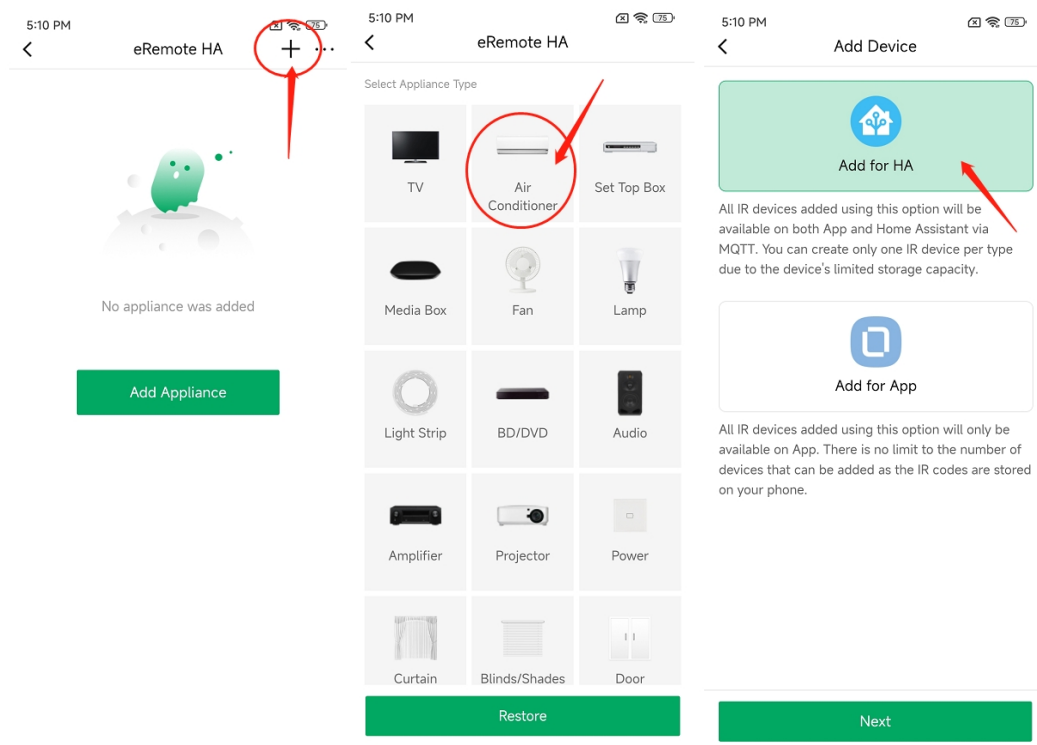 5:10 PM
75
eRemote HA
No appliance was added
Add Appliance
5:10 PM
75
eRemote HA
Select Appliance Type
TV
Air
Conditioner
Set Top Box
Media Box
Fan
Lamp
Light Strip
BD/DVD
Audio
Amplifier
Projector
Power
Curtain
Blinds/Shades
Door
Restore
5:10 PM
75
Add Device
Add for HA
All IR devices added using this option will be
available on both App and Home Assistant via
MQTT. You can create only one IR device per type
due to the device's limited storage capacity.
Add for App
All IR devices added using this option will only be
available on App. There is no limit to the number of
devices that can be added as the IR codes are stored
on your phone.
Next